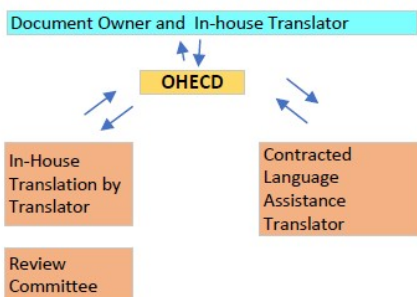 Document Owner and In-house Translator
OHECD
In-House
Translation by
Translator
Contracted
Language
Assistance
Translator
Review
Committee